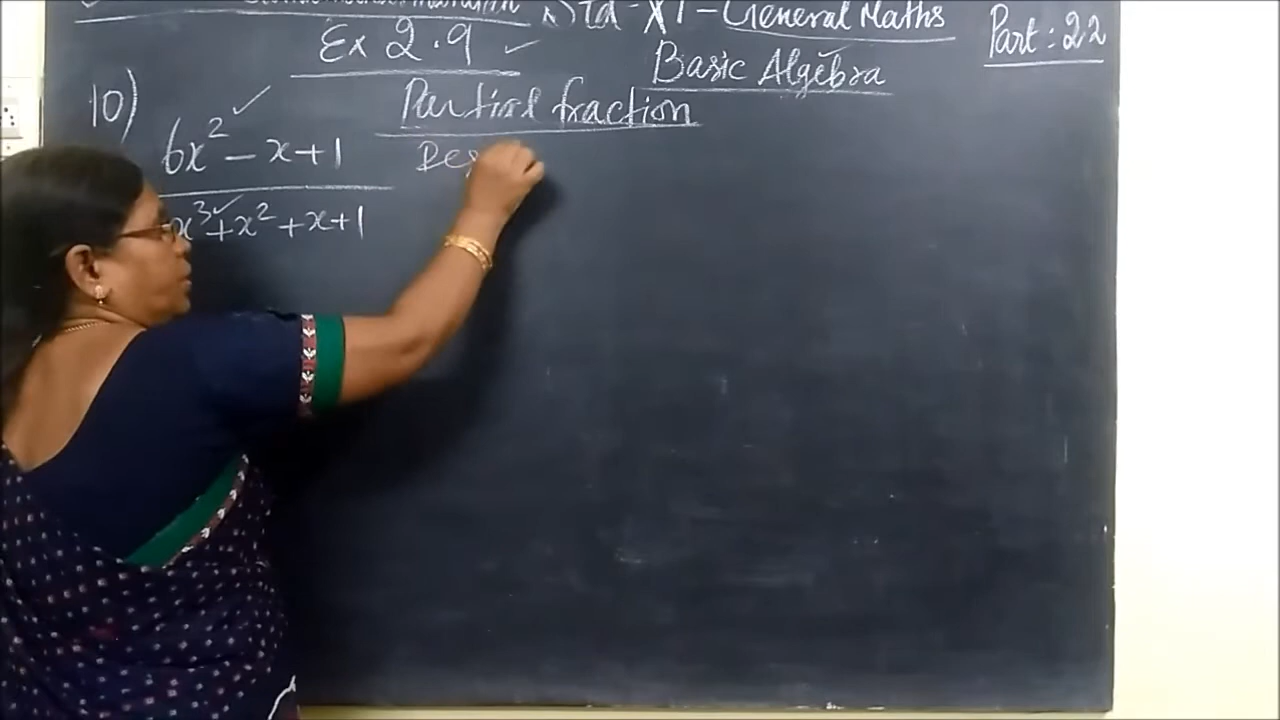 Std-XI-General Maths
Part: 22
Ex 2.9
Basic Algebra
10)
Partial fraction
6x² - x + 1
x³ + x² + x + 1
Deg